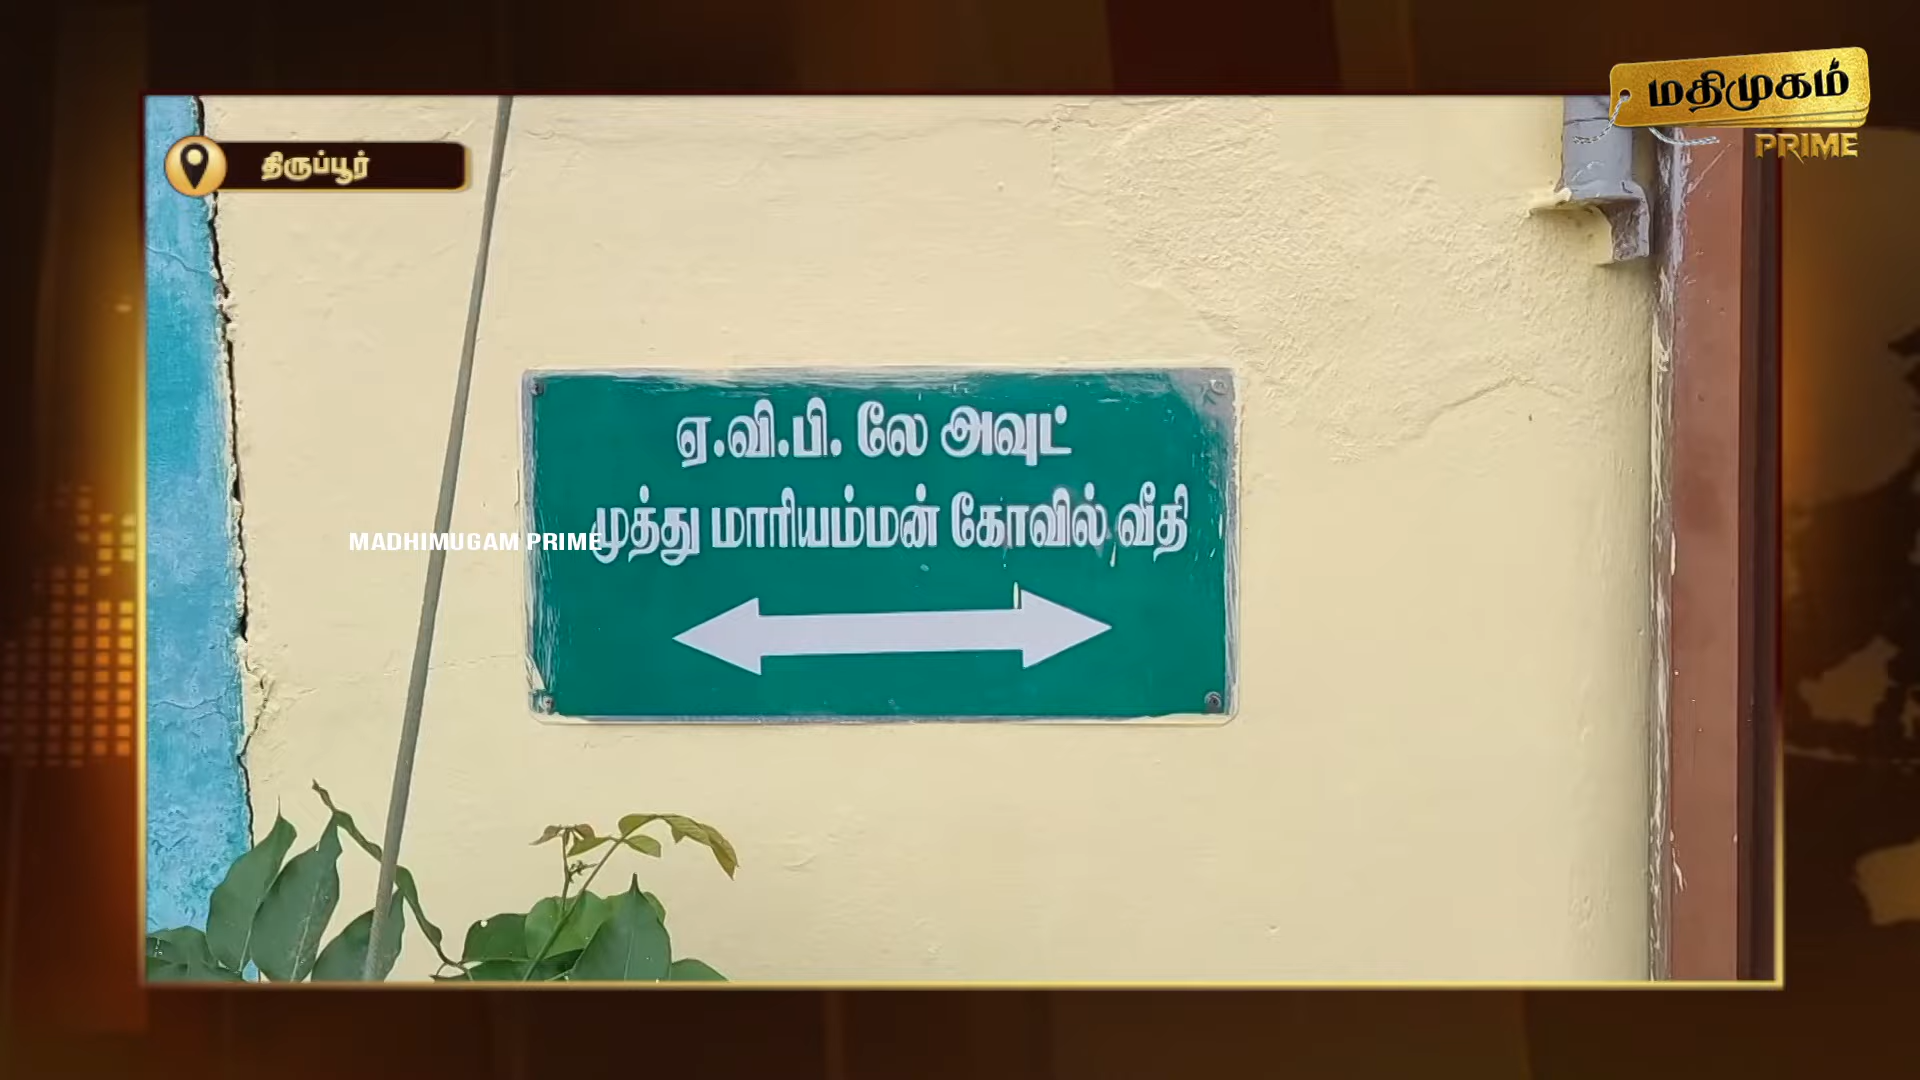 மதிமுகம்
PRIME
திருப்பூர்
ஏ.வி.பி. லே அவுட்
முத்து மாரியம்மன் கோவில் வீதி
MADHIMUGAM PRIME